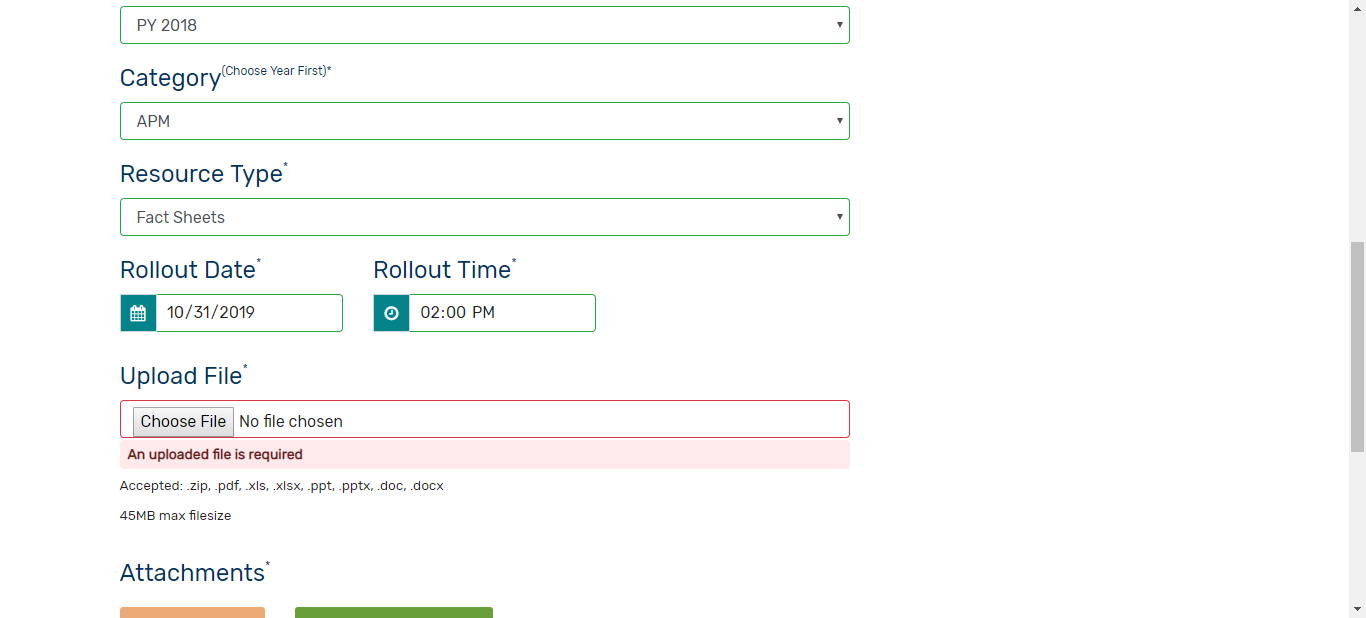 PY 2018
Category(Choose Year First)*
APM
Resource Type*
Fact Sheets
Rollout Date* Rollout Time*
10/31/2019 02:00 PM
Upload File*
Choose File No file chosen
An uploaded file is required
Accepted: .zip, .pdf, .xls, .xlsx, .ppt, .pptx, .doc, .docx
45MB max filesize
Attachments*